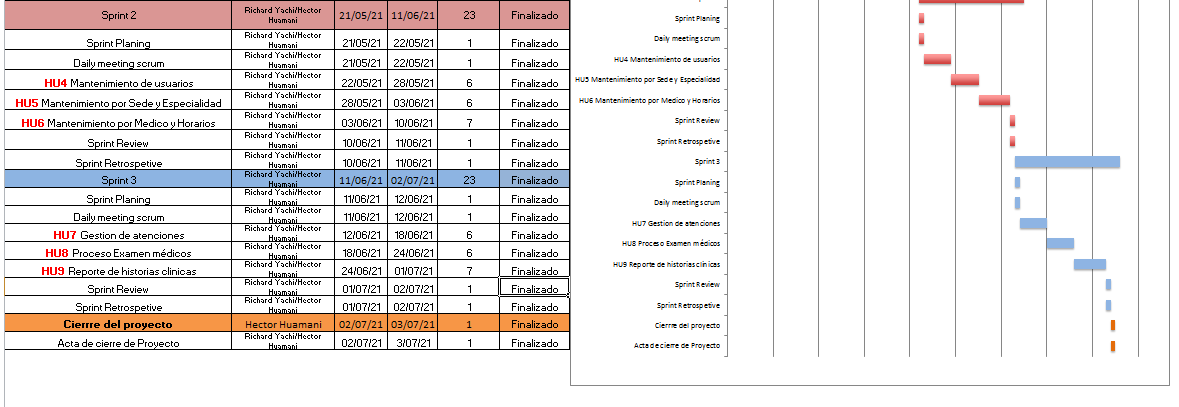 Sprint 2 Richard Yachi/Hector Huamani 21/05/21 11/06/21 23 Finalizado
Sprint Planing Richard Yachi/Hector Huamani 21/05/21 22/05/21 1 Finalizado
Daily meeting scrum Richard Yachi/Hector Huamani 21/05/21 22/05/21 1 Finalizado
HU4 Mantenimiento de usuarios Richard Yachi/Hector Huamani 22/05/21 28/05/21 6 Finalizado
HU5 Mantenimiento por Sede y Especialidad Richard Yachi/Hector Huamani 28/05/21 03/06/21 6 Finalizado
HU6 Mantenimiento por Medico y Horarios Richard Yachi/Hector Huamani 03/06/21 10/06/21 7 Finalizado
Sprint Review Richard Yachi/Hector Huamani 10/06/21 11/06/21 1 Finalizado
Sprint Retrospetive Richard Yachi/Hector Huamani 10/06/21 11/06/21 1 Finalizado
Sprint 3 Richard Yachi/Hector Huamani 11/06/21 02/07/21 23 Finalizado
Sprint Planing Richard Yachi/Hector Huamani 11/06/21 12/06/21 1 Finalizado
Daily meeting scrum Richard Yachi/Hector Huamani 11/06/21 12/06/21 1 Finalizado
HU7 Gestion de atenciones Richard Yachi/Hector Huamani 12/06/21 18/06/21 6 Finalizado
HU8 Proceso Examen médicos Richard Yachi/Hector Huamani 18/06/21 24/06/21 6 Finalizado
HU9 Reporte de historias clinicas Richard Yachi/Hector Huamani 24/06/21 01/07/21 7 Finalizado
Sprint Review Richard Yachi/Hector Huamani 01/07/21 02/07/21 1 Finalizado
Sprint Retrospetive Richard Yachi/Hector Huamani 01/07/21 02/07/21 1 Finalizado
Cierrre del proyecto Hector Huamani 02/07/21 03/07/21 1 Finalizado
Acta de cierre de Proyecto Richard Yachi/Hector Huamani 02/07/21 3/07/21 1 Finalizado
Sprint Planing
Daily meeting scrum
HU4 Mantenimiento de usuarios
HU5 Mantenimiento por Sede y Especialidad
HU6 Mantenimiento por Medico y Horarios
Sprint Review
Sprint Retrospetive
Sprint 3
Sprint Planing
Daily meeting scrum
HU7 Gestion de atenciones
HU8 Proceso Examen médicos
HU9 Reporte de historias clinicas
Sprint Review
Sprint Retrospetive
Cierrre del proyecto
Acta de cierre de Proyecto